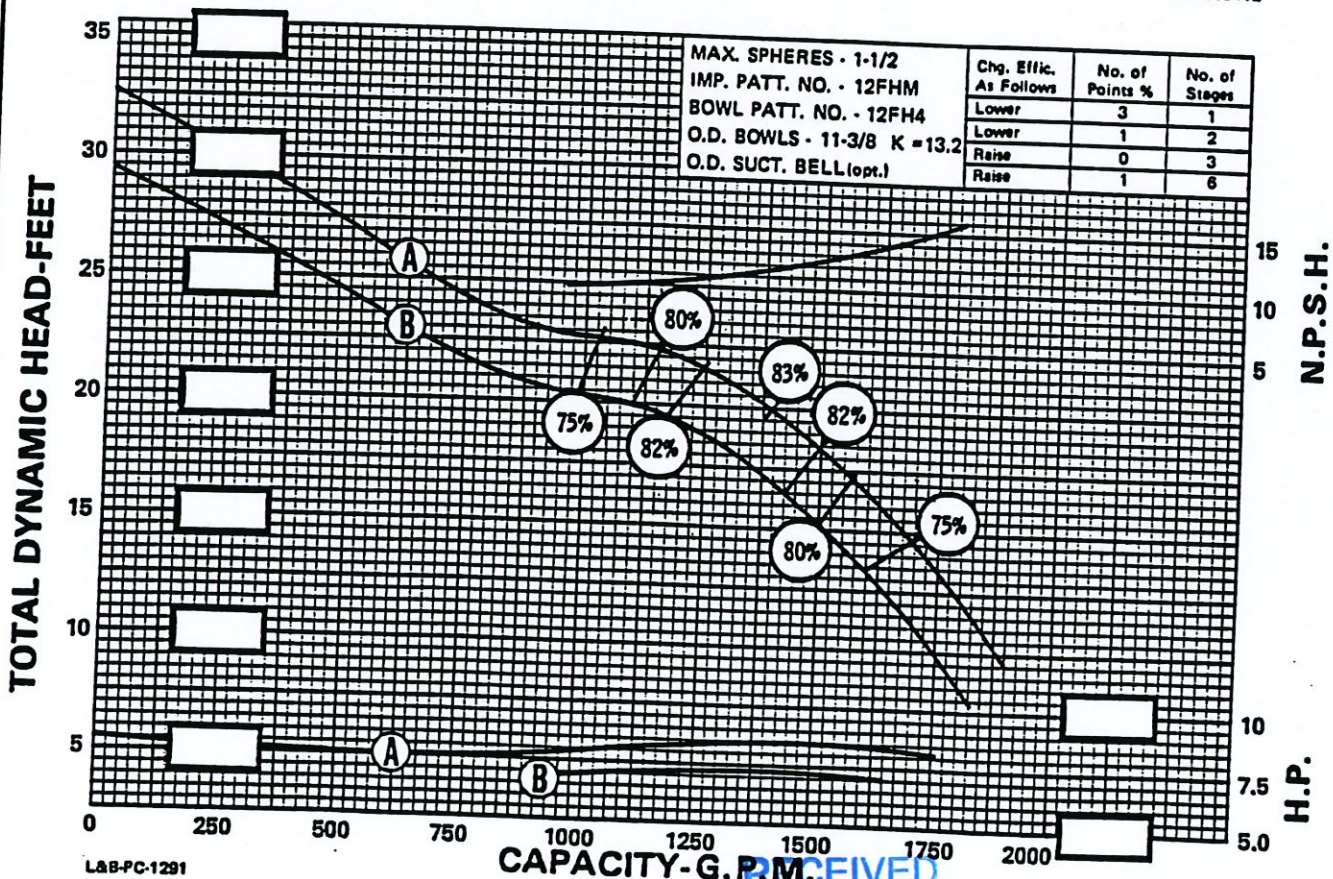 MAX. SPHERES - 1-1/2
IMP. PATT. NO. - 12FHM
BOWL PATT. NO. - 12FH4
O.D. BOWLS - 11-3/8 K = 13.2
O.D. SUCT. BELL (opt.)
Chg. Effic. As Follows No. of Points % No. of Stages
Lower 3 1
Lower 1 2
Raise 0 3
Raise 1 6
TOTAL DYNAMIC HEAD-FEET
35
30
25
20
15
10
5
A
B
75%
80%
82%
83%
82%
80%
75%
15
10
5
N.P.S.H.
A
B
10
7.5
5.0
H.P.
0 250 500 750 1000 1250 1500 1750 2000
CAPACITY-G.P.M.
L&B-PC-1291
RECEIVED